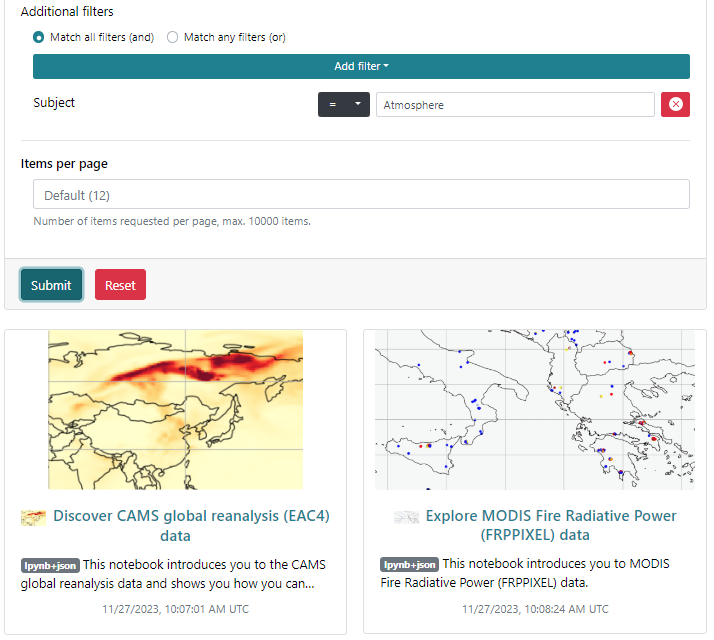 Additional filters
Match all filters (and) Match any filters (or)
Add filter
Subject = Atmosphere
Items per page
Default (12)
Number of items requested per page, max. 10000 items.
Submit Reset
Discover CAMS global reanalysis (EAC4)
data
ipynb+json This notebook introduces you to the CAMS
global reanalysis data and shows you how you can...
11/27/2023, 10:07:01 AM UTC
Explore MODIS Fire Radiative Power
(FRPPIXEL) data
ipynb+json This notebook introduces you to MODIS
Fire Radiative Power (FRPPIXEL) data.
11/27/2023, 10:08:24 AM UTC